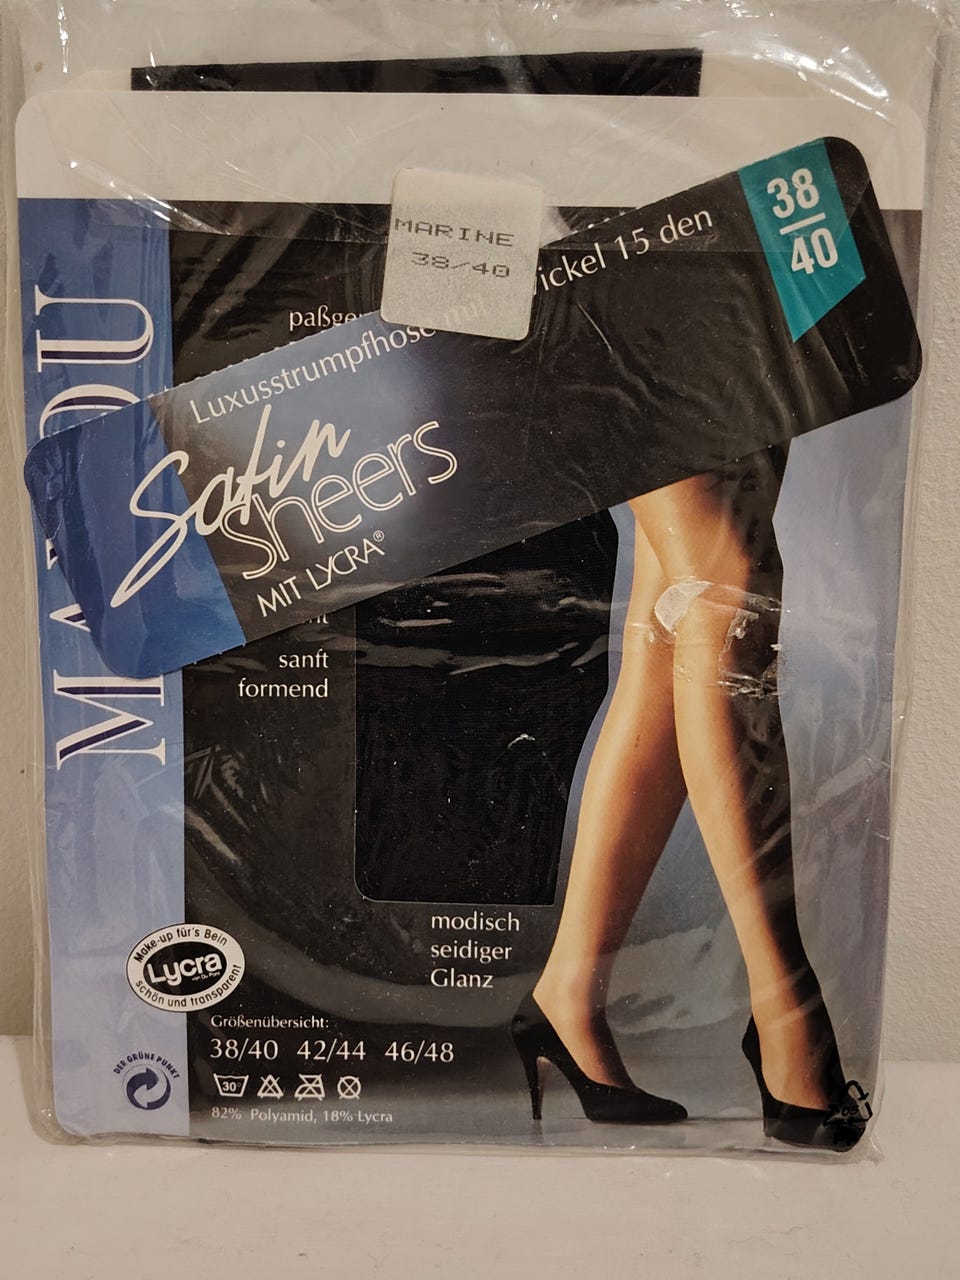 MARINE
38/40
38
40
Luxusstrumpfhose mit
ickel 15 den
Satin
sheers
MIT LYCRA®
sanft
formend
modisch
seidiger
Glanz
Make-up für's Bein
Lycra
schön und transparent
Größenübersicht:
38/40 42/44 46/48
DER GRÜNE PUNKT
30°
82% Polyamid, 18% Lycra
05